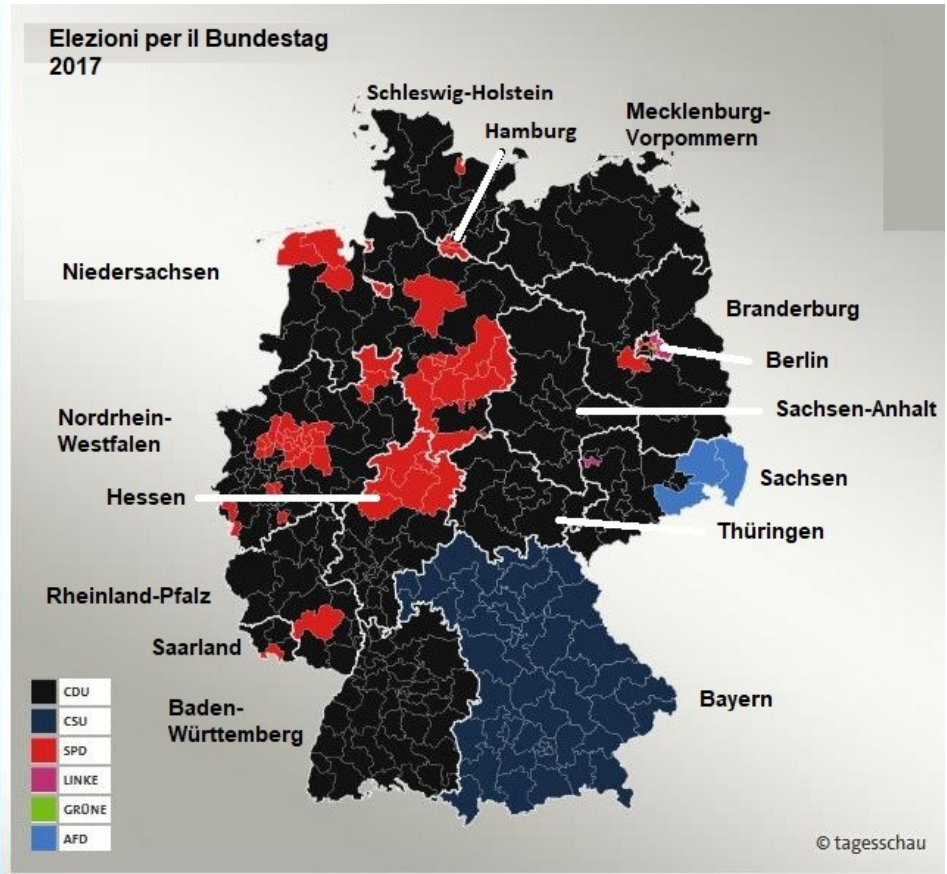 Elezioni per il Bundestag
2017
Schleswig-Holstein
Hamburg
Mecklenburg-
Vorpommern
Niedersachsen
Branderburg
Berlin
Nordrhein-
Westfalen
Sachsen-Anhalt
Hessen
Sachsen
Thüringen
Rheinland-Pfalz
Saarland
Baden-
Württemberg
Bayern
CDU
CSU
SPD
LINKE
GRÜNE
AFD
© tagesschau